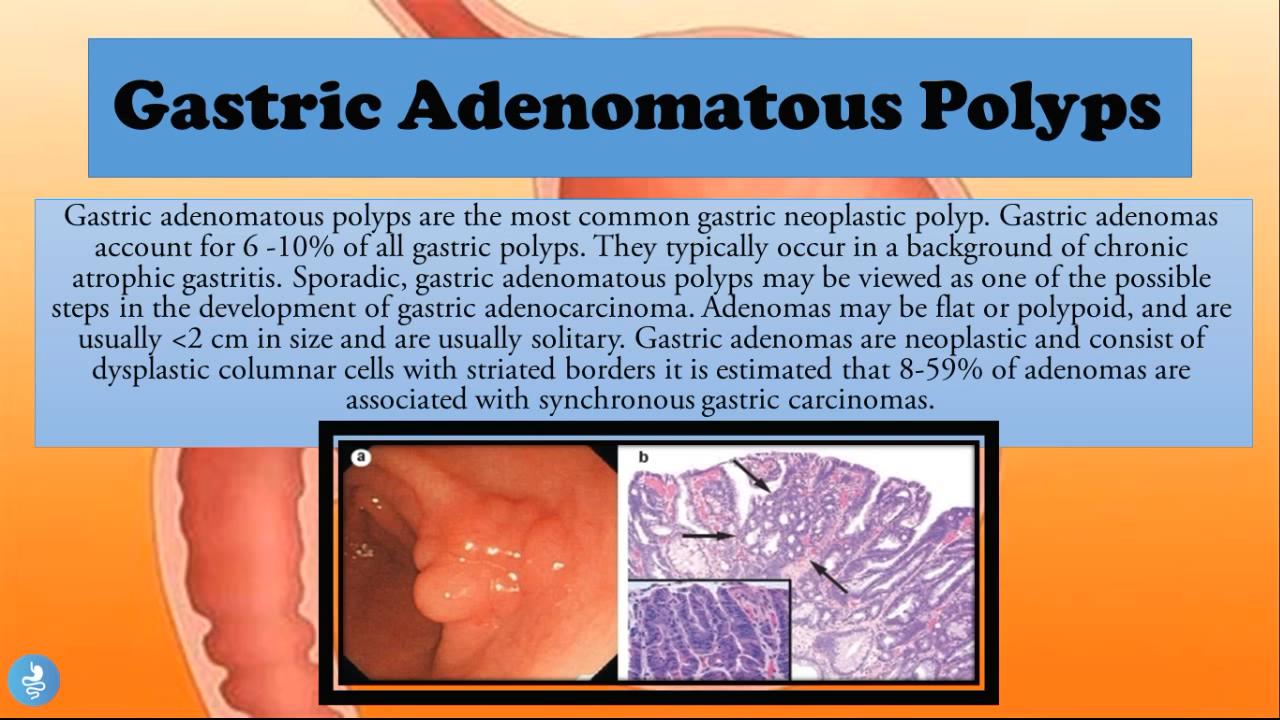 Gastric Adenomatous Polyps
Gastric adenomatous polyps are the most common gastric neoplastic polyp. Gastric adenomas
account for 6 -10% of all gastric polyps. They typically occur in a background of chronic
atrophic gastritis. Sporadic, gastric adenomatous polyps may be viewed as one of the possible
steps in the development of gastric adenocarcinoma. Adenomas may be flat or polypoid, and are
usually <2 cm in size and are usually solitary. Gastric adenomas are neoplastic and consist of
dysplastic columnar cells with striated borders it is estimated that 8-59% of adenomas are
associated with synchronous gastric carcinomas.
a
b